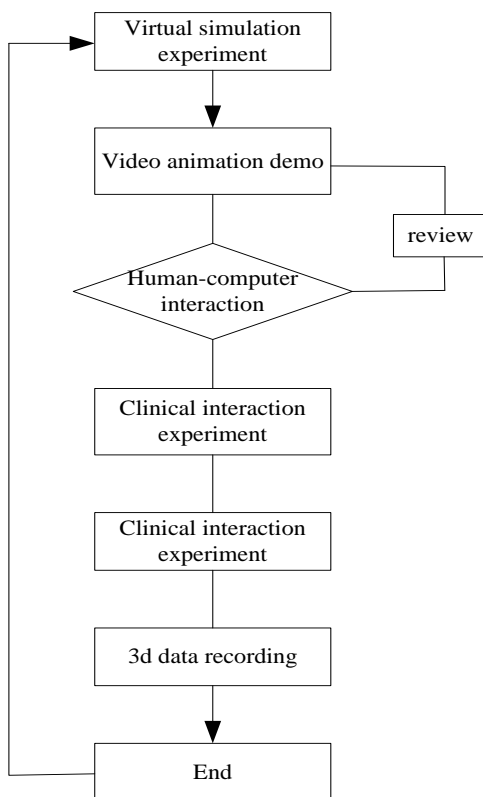 Virtual simulation
experiment
Video animation demo
review
Human-computer
interaction
Clinical interaction
experiment
Clinical interaction
experiment
3d data recording
End